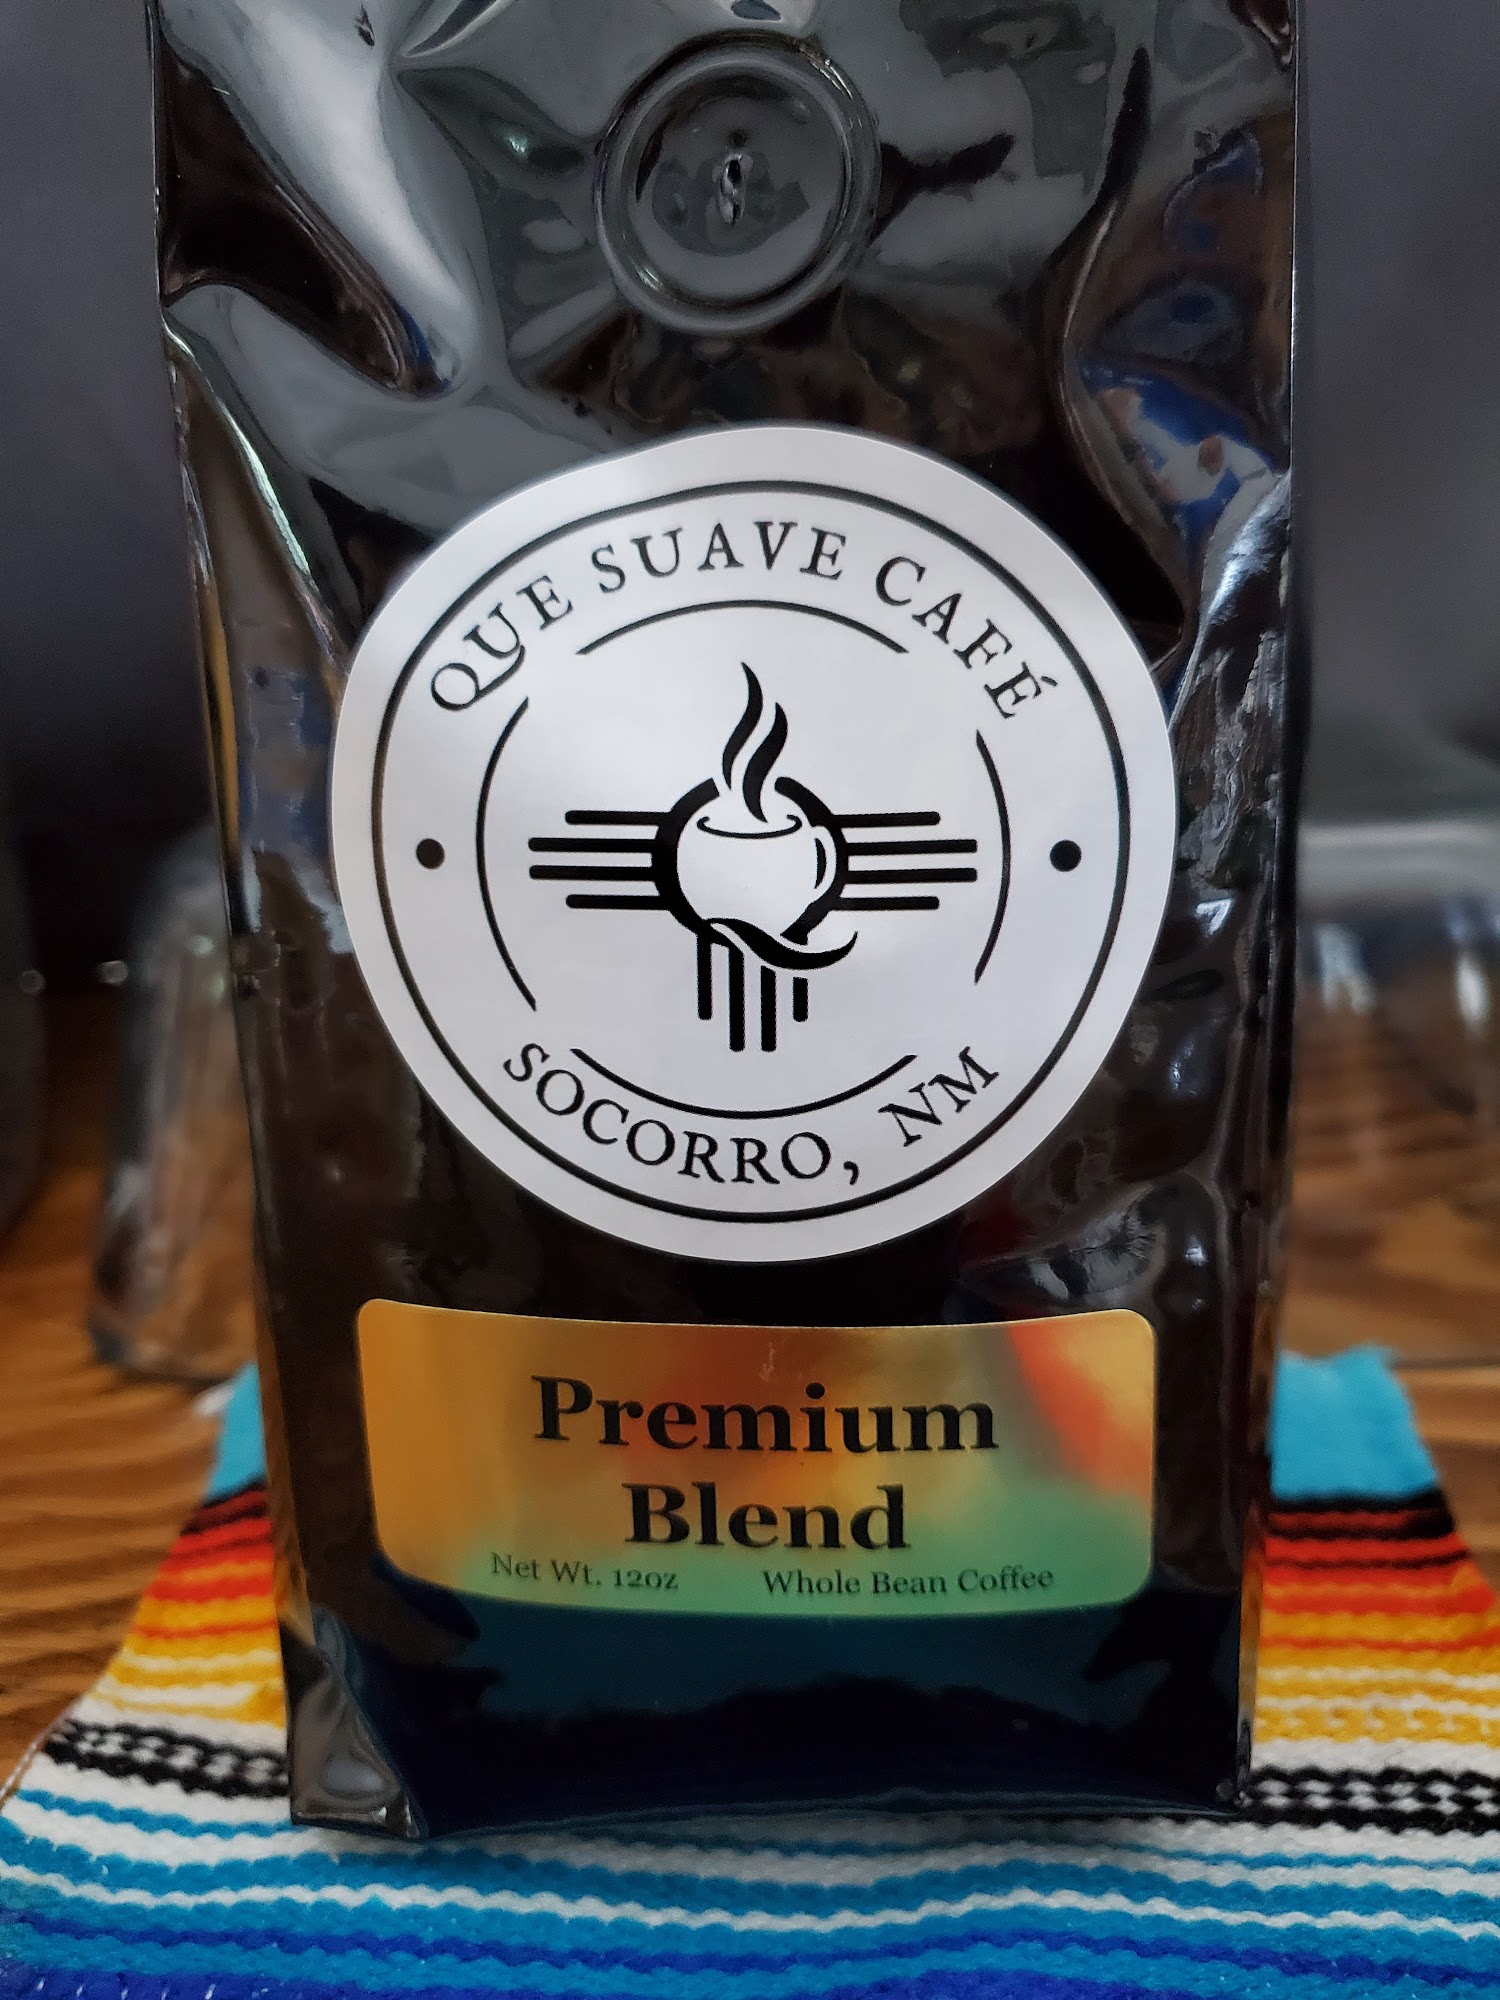 QUE SUAVE CAFÉ
SOCORRO, NM
Premium
Blend
Net Wt. 12oz Whole Bean Coffee